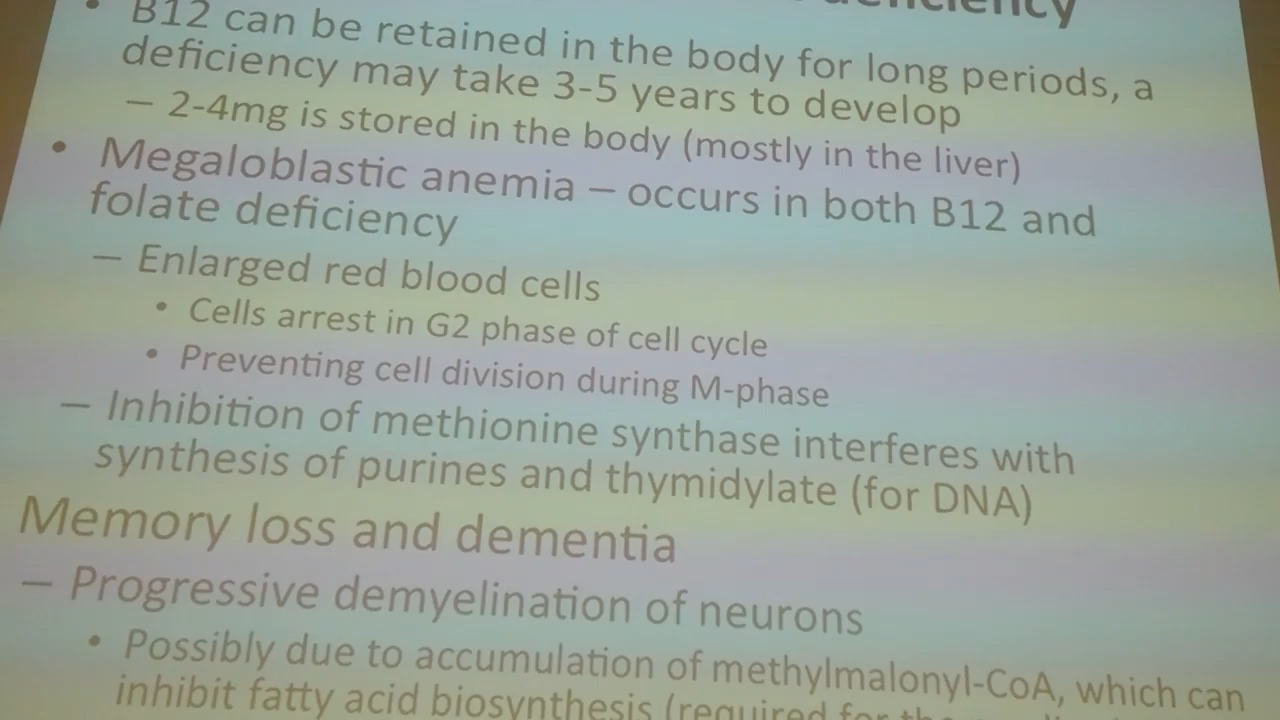 deficiency
• B12 can be retained in the body for long periods, a
deficiency may take 3-5 years to develop
– 2-4mg is stored in the body (mostly in the liver)
• Megaloblastic anemia – occurs in both B12 and
folate deficiency
– Enlarged red blood cells
• Cells arrest in G2 phase of cell cycle
• Preventing cell division during M-phase
– Inhibition of methionine synthase interferes with
synthesis of purines and thymidylate (for DNA)
Memory loss and dementia
– Progressive demyelination of neurons
• Possibly due to accumulation of methylmalonyl-CoA, which can
inhibit fatty acid biosynthesis (required for the